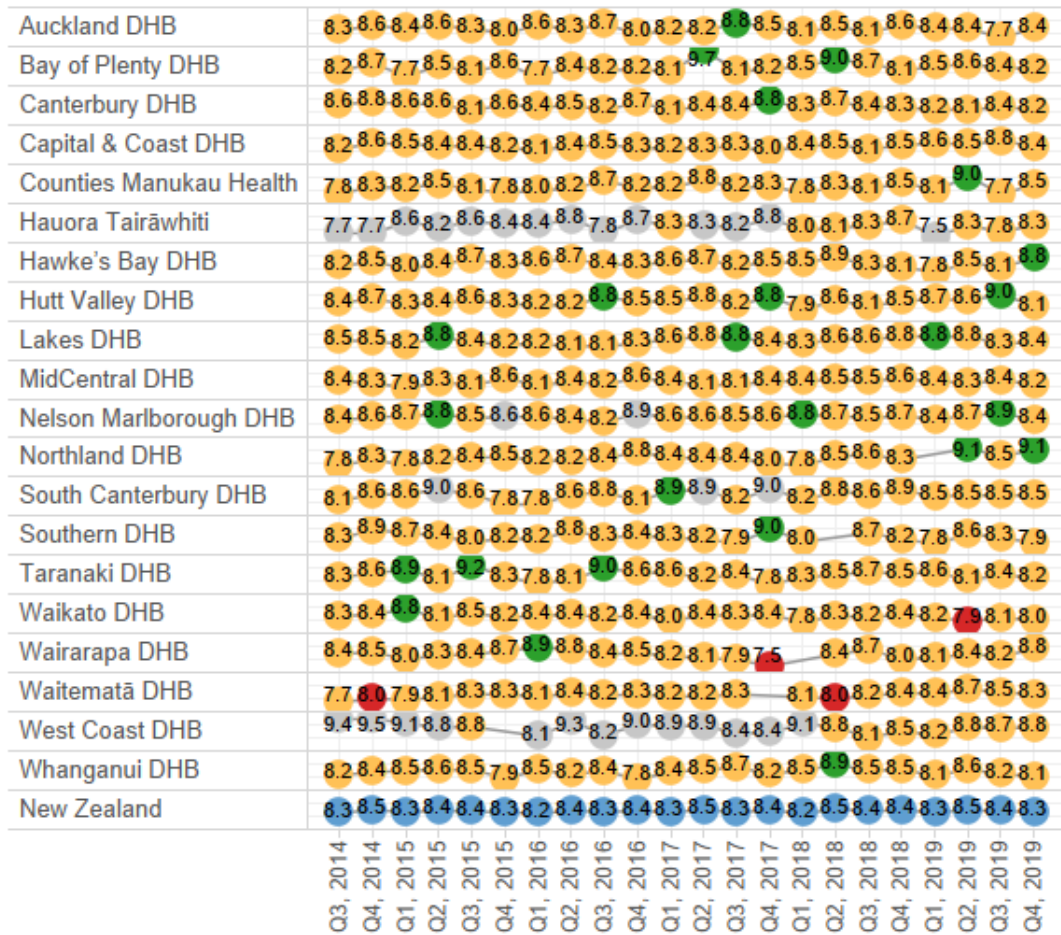 Auckland DHB 8.3 8.6 8.4 8.6 8.3 8.0 8.6 8.3 8.7 8.0 8.2 8.2 8.8 8.5 8.1 8.5 8.1 8.6 8.4 8.4 7.7 8.4
Bay of Plenty DHB 8.2 8.7 7.7 8.5 8.1 8.6 7.7 8.4 8.2 8.2 8.1 9.7 8.1 8.2 8.5 9.0 8.7 8.1 8.5 8.6 8.4 8.2
Canterbury DHB 8.6 8.8 8.6 8.6 8.1 8.6 8.4 8.5 8.2 8.7 8.1 8.4 8.4 8.8 8.3 8.7 8.4 8.3 8.2 8.1 8.4 8.2
Capital & Coast DHB 8.2 8.6 8.5 8.4 8.4 8.2 8.1 8.4 8.5 8.3 8.2 8.3 8.3 8.0 8.4 8.5 8.1 8.5 8.6 8.5 8.8 8.4
Counties Manukau Health 7.8 8.3 8.2 8.5 8.1 7.8 8.0 8.2 8.7 8.2 8.2 8.8 8.2 8.3 7.8 8.3 8.1 8.5 8.1 9.0 7.7 8.5
Hauora Tairāwhiti 7.7 7.7 8.6 8.2 8.6 8.4 8.4 8.8 7.8 8.7 8.3 8.3 8.2 8.8 8.0 8.1 8.3 8.7 7.5 8.3 7.8 8.3
Hawke's Bay DHB 8.2 8.5 8.0 8.4 8.7 8.3 8.6 8.7 8.4 8.3 8.6 8.7 8.2 8.5 8.5 8.9 8.3 8.1 7.8 8.5 8.1 8.8
Hutt Valley DHB 8.4 8.7 8.3 8.4 8.6 8.3 8.2 8.2 8.8 8.5 8.5 8.8 8.2 8.8 7.9 8.6 8.1 8.5 8.7 8.6 9.0 8.1
Lakes DHB 8.5 8.5 8.2 8.8 8.4 8.2 8.2 8.1 8.1 8.3 8.6 8.8 8.8 8.4 8.3 8.6 8.6 8.8 8.8 8.8 8.3 8.4
MidCentral DHB 8.4 8.3 7.9 8.3 8.1 8.6 8.1 8.4 8.2 8.6 8.4 8.1 8.1 8.4 8.4 8.5 8.5 8.6 8.4 8.3 8.4 8.2
Nelson Marlborough DHB 8.4 8.6 8.7 8.8 8.5 8.6 8.6 8.4 8.2 8.9 8.6 8.6 8.5 8.6 8.8 8.7 8.5 8.7 8.4 8.7 8.9 8.4
Northland DHB 7.8 8.3 7.8 8.2 8.4 8.5 8.2 8.2 8.4 8.8 8.4 8.4 8.4 8.0 7.8 8.5 8.6 8.3 9.1 8.5 9.1
South Canterbury DHB 8.1 8.6 8.6 9.0 8.6 7.8 7.8 8.6 8.8 8.1 8.9 8.9 8.2 9.0 8.2 8.8 8.6 8.9 8.5 8.5 8.5 8.5
Southern DHB 8.3 8.9 8.7 8.4 8.0 8.2 8.2 8.8 8.3 8.4 8.3 8.2 7.9 9.0 8.0 8.7 8.2 7.8 8.6 8.3 7.9
Taranaki DHB 8.3 8.6 8.9 8.1 9.2 8.3 7.8 8.1 9.0 8.6 8.6 8.2 8.4 7.8 8.3 8.5 8.7 8.5 8.6 8.1 8.4 8.2
Waikato DHB 8.3 8.4 8.8 8.1 8.5 8.2 8.4 8.4 8.2 8.4 8.0 8.4 8.3 8.4 7.8 8.3 8.2 8.4 8.2 7.9 8.1 8.0
Wairarapa DHB 8.4 8.5 8.0 8.3 8.4 8.7 8.9 8.8 8.4 8.5 8.2 8.1 7.9 7.5 8.4 8.7 8.0 8.1 8.4 8.2 8.8
Waitematā DHB 7.7 8.0 7.9 8.1 8.3 8.3 8.1 8.4 8.2 8.3 8.2 8.2 8.3 8.1 8.0 8.2 8.4 8.4 8.7 8.5 8.3
West Coast DHB 9.4 9.5 9.1 8.8 8.8 8.1 9.3 8.2 9.0 8.9 8.9 8.4 8.4 9.1 8.8 8.1 8.5 8.2 8.8 8.7 8.8
Whanganui DHB 8.2 8.4 8.5 8.6 8.5 7.9 8.5 8.2 8.4 7.8 8.4 8.5 8.7 8.2 8.5 8.9 8.5 8.5 8.1 8.6 8.2 8.1
New Zealand 8.3 8.5 8.3 8.4 8.4 8.3 8.2 8.4 8.3 8.4 8.3 8.5 8.3 8.4 8.2 8.5 8.4 8.4 8.3 8.5 8.4 8.3
Q3, 2014
Q4, 2014
Q1, 2015
Q2, 2015
Q3, 2015
Q4, 2015
Q1, 2016
Q2, 2016
Q3, 2016
Q4, 2016
Q1, 2017
Q2, 2017
Q3, 2017
Q4, 2017
Q1, 2018
Q2, 2018
Q3, 2018
Q4, 2018
Q1, 2019
Q2, 2019
Q3, 2019
Q4, 2019